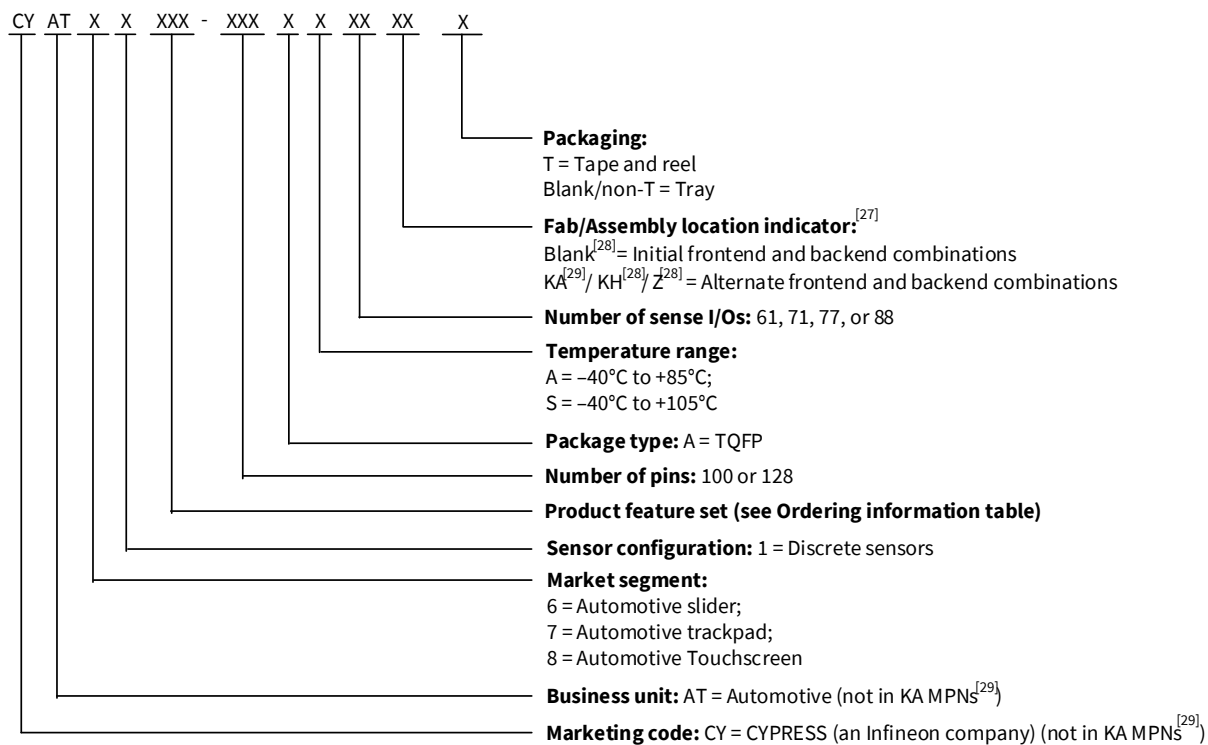 CY AT X X XXX - XXX X X XX XX X
Packaging:
T = Tape and reel
Blank/non-T = Tray
Fab/Assembly location indicator:[27]
Blank[28]= Initial frontend and backend combinations
KA[29]/ KH[28]/ Z[28] = Alternate frontend and backend combinations
Number of sense I/Os: 61, 71, 77, or 88
Temperature range:
A = –40°C to +85°C;
S = –40°C to +105°C
Package type: A = TQFP
Number of pins: 100 or 128
Product feature set (see Ordering information table)
Sensor configuration: 1 = Discrete sensors
Market segment:
6 = Automotive slider;
7 = Automotive trackpad;
8 = Automotive Touchscreen
Business unit: AT = Automotive (not in KA MPNs[29])
Marketing code: CY = CYPRESS (an Infineon company) (not in KA MPNs[29])